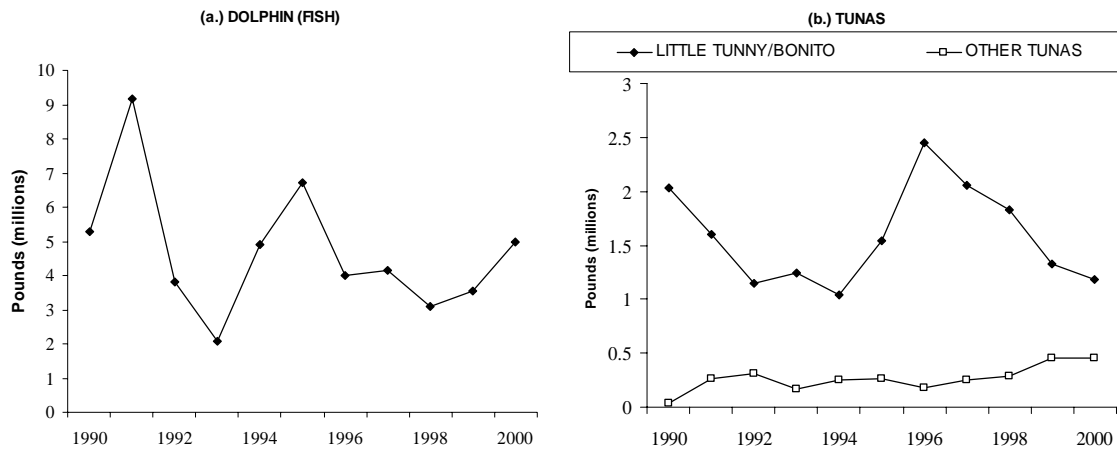 (a.) DOLPHIN (FISH)
Pounds (millions)
10
9
8
7
6
5
4
3
2
1
0
1990 1992 1994 1996 1998 2000
(b.) TUNAS
LITTLE TUNNY/BONITO OTHER TUNAS
Pounds (millions)
3
2.5
2
1.5
1
0.5
0
1990 1992 1994 1996 1998 2000